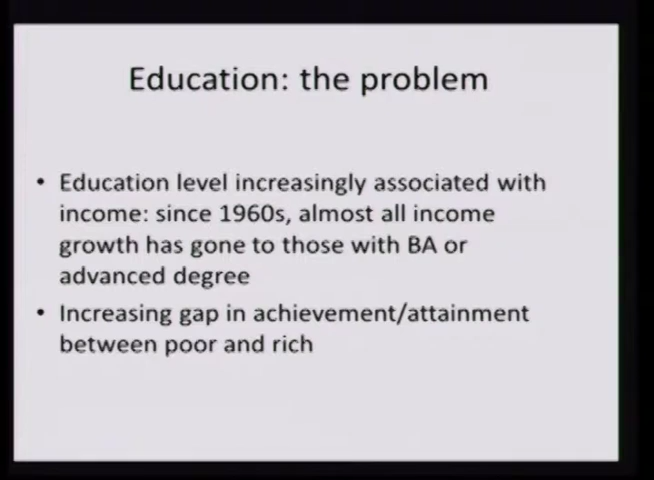 Education: the problem
• Education level increasingly associated with
income: since 1960s, almost all income
growth has gone to those with BA or
advanced degree
• Increasing gap in achievement/attainment
between poor and rich